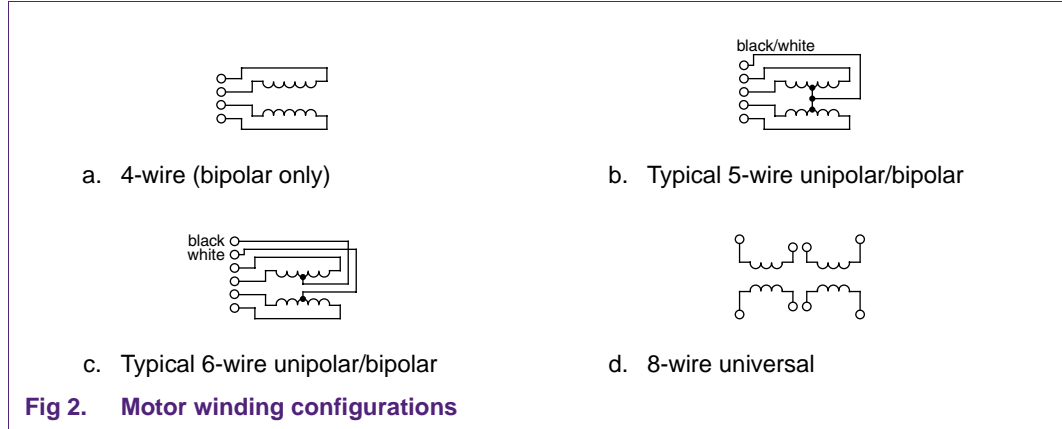 black/white
a. 4-wire (bipolar only)
b. Typical 5-wire unipolar/bipolar
black
white
c. Typical 6-wire unipolar/bipolar
d. 8-wire universal
Fig 2. Motor winding configurations